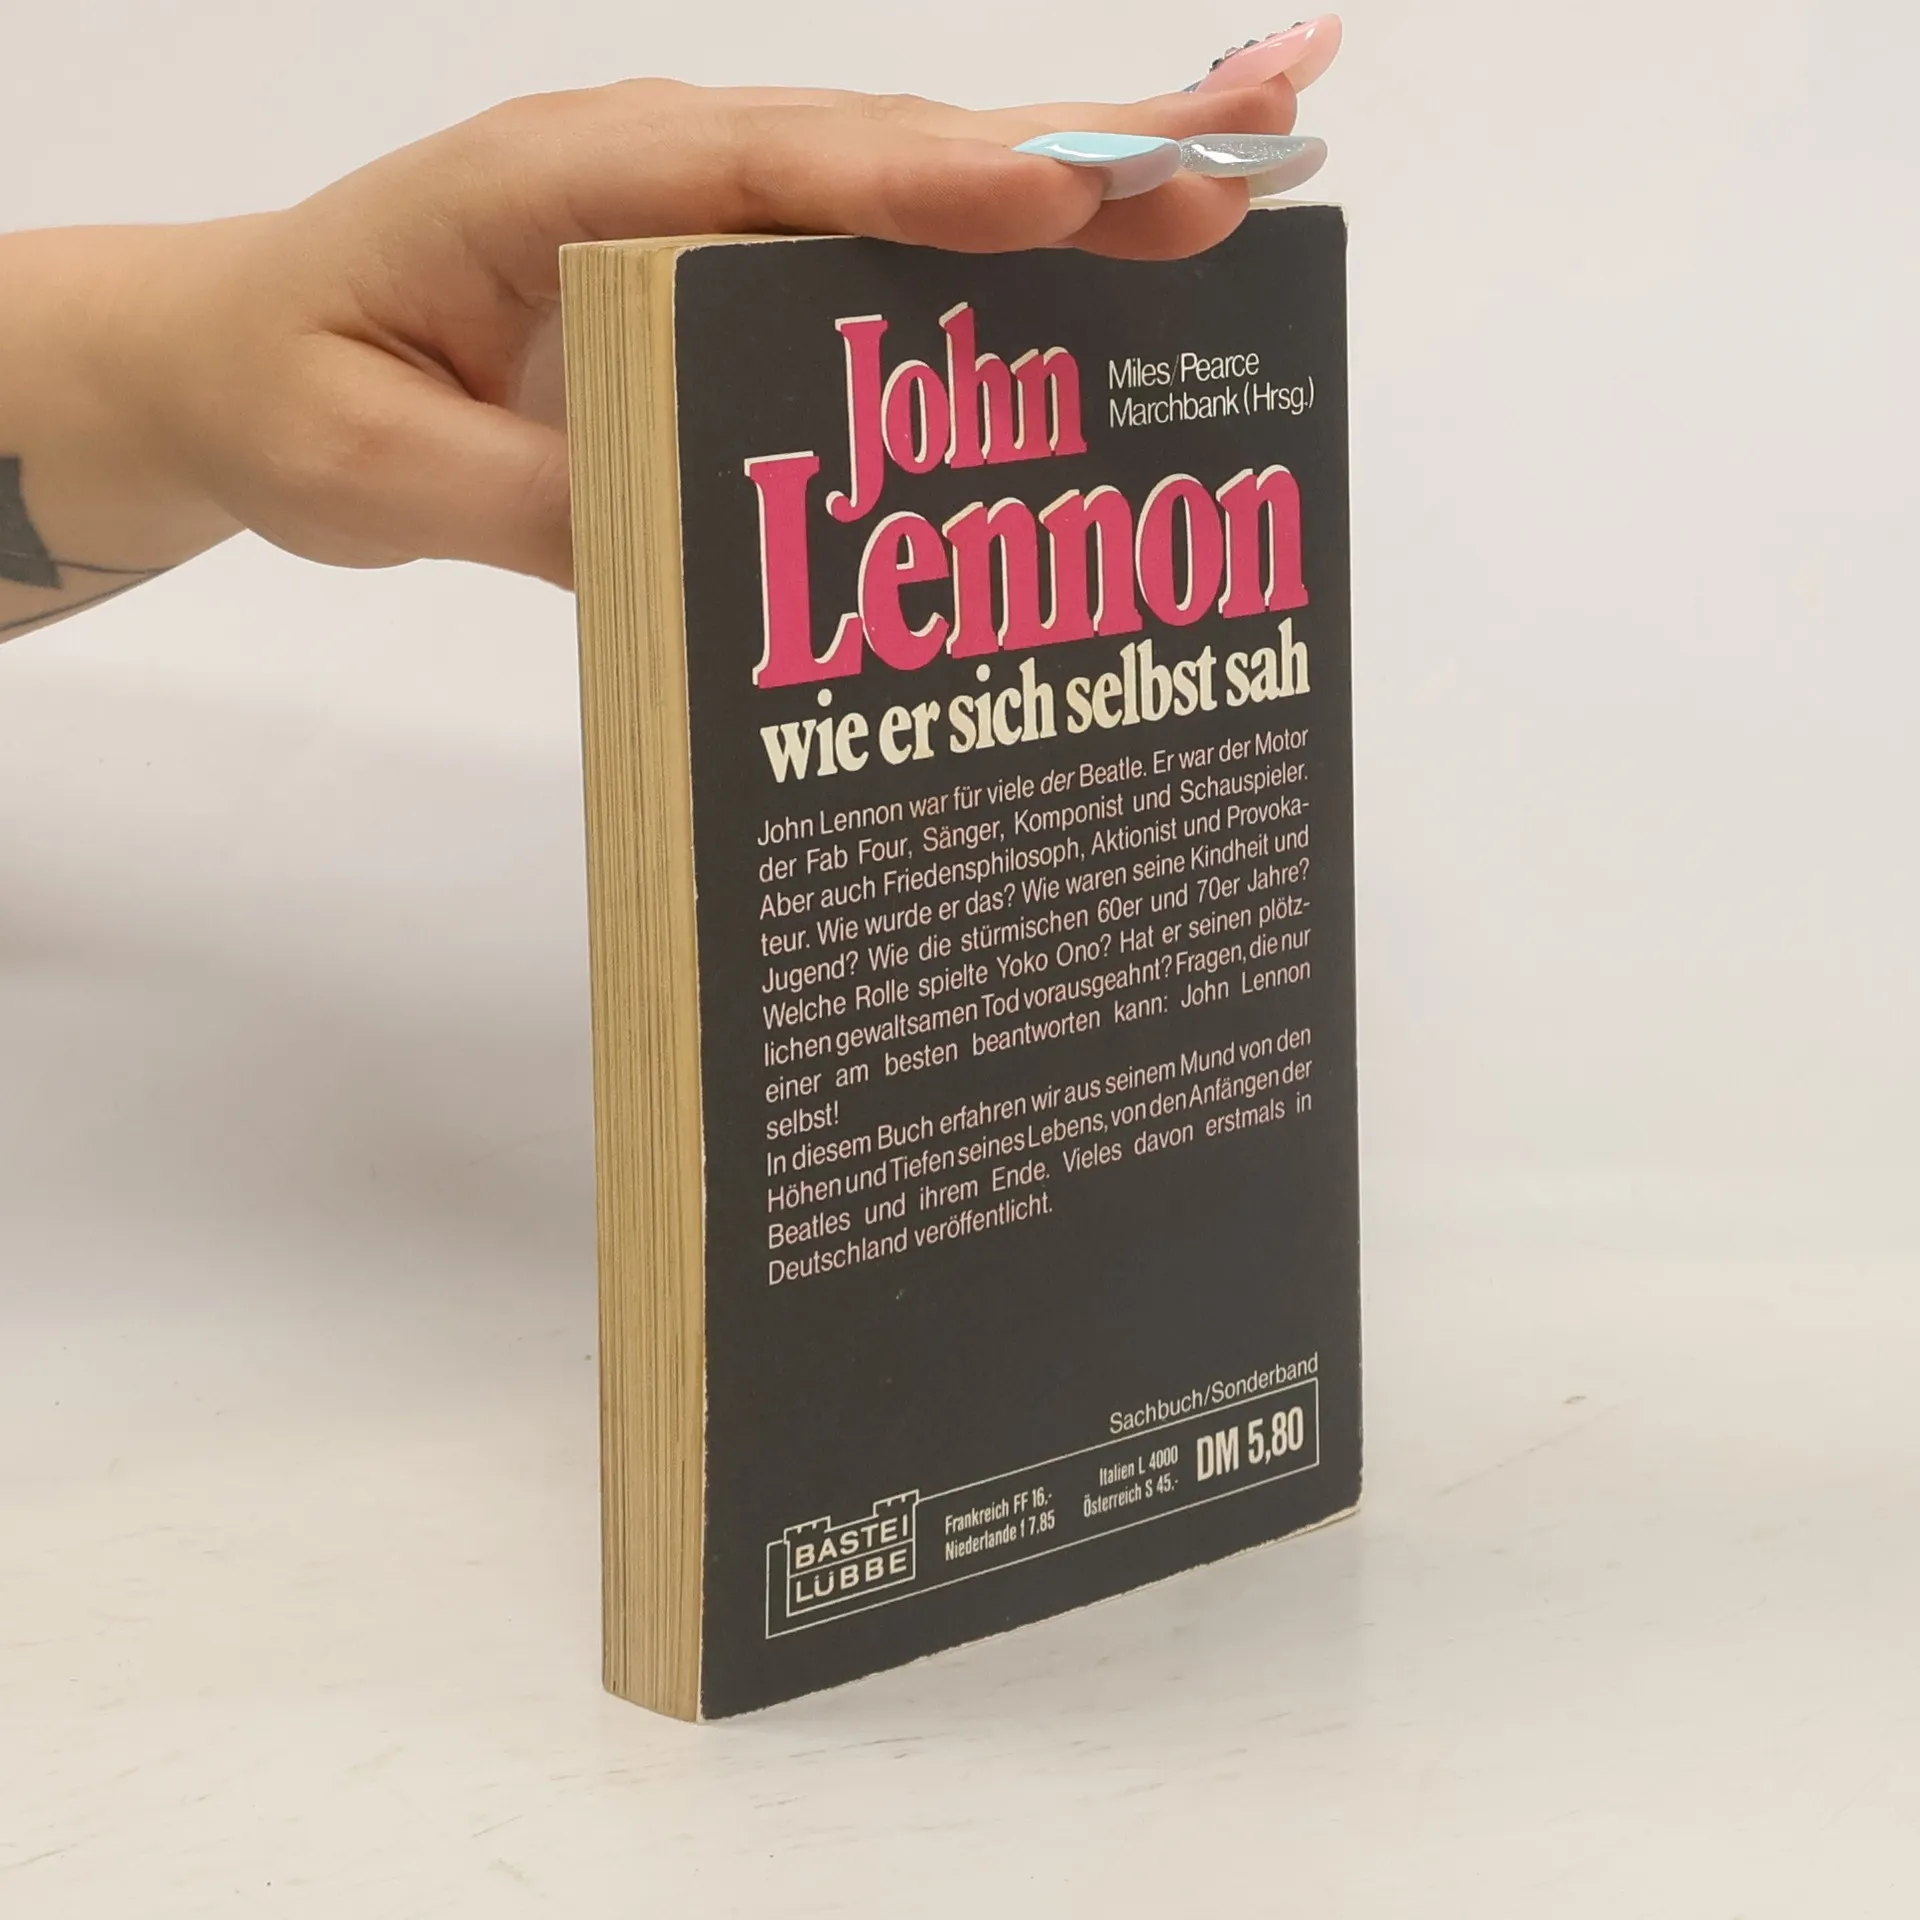 John
Miles/Pearce
Marchbank (Hrsg.)
Lennon
wie er sich selbst sah
John Lennon war für viele der Beatle. Er war der Motor
der Fab Four, Sänger, Komponist und Schauspieler.
Aber auch Friedensphilosoph, Aktionist und Provoka-
teur. Wie wurde er das? Wie waren seine Kindheit und
Jugend? Wie die stürmischen 60er und 70er Jahre?
Welche Rolle spielte Yoko Ono? Hat er seinen plötz-
lichen gewaltsamen Tod vorausgeahnt? Fragen, die nur
einer am besten beantworten kann: John Lennon
selbst!
In diesem Buch erfahren wir aus seinem Mund von den
Höhen und Tiefen seines Lebens, von den Anfängen der
Beatles und ihrem Ende. Vieles davon erstmals in
Deutschland veröffentlicht.
Sachbuch/Sonderband
BASTEI
LÜBBE
Frankreich FF 16,-
Niederlande f 7,85
Italien L 4000
Österreich S 45,-
DM 5,80